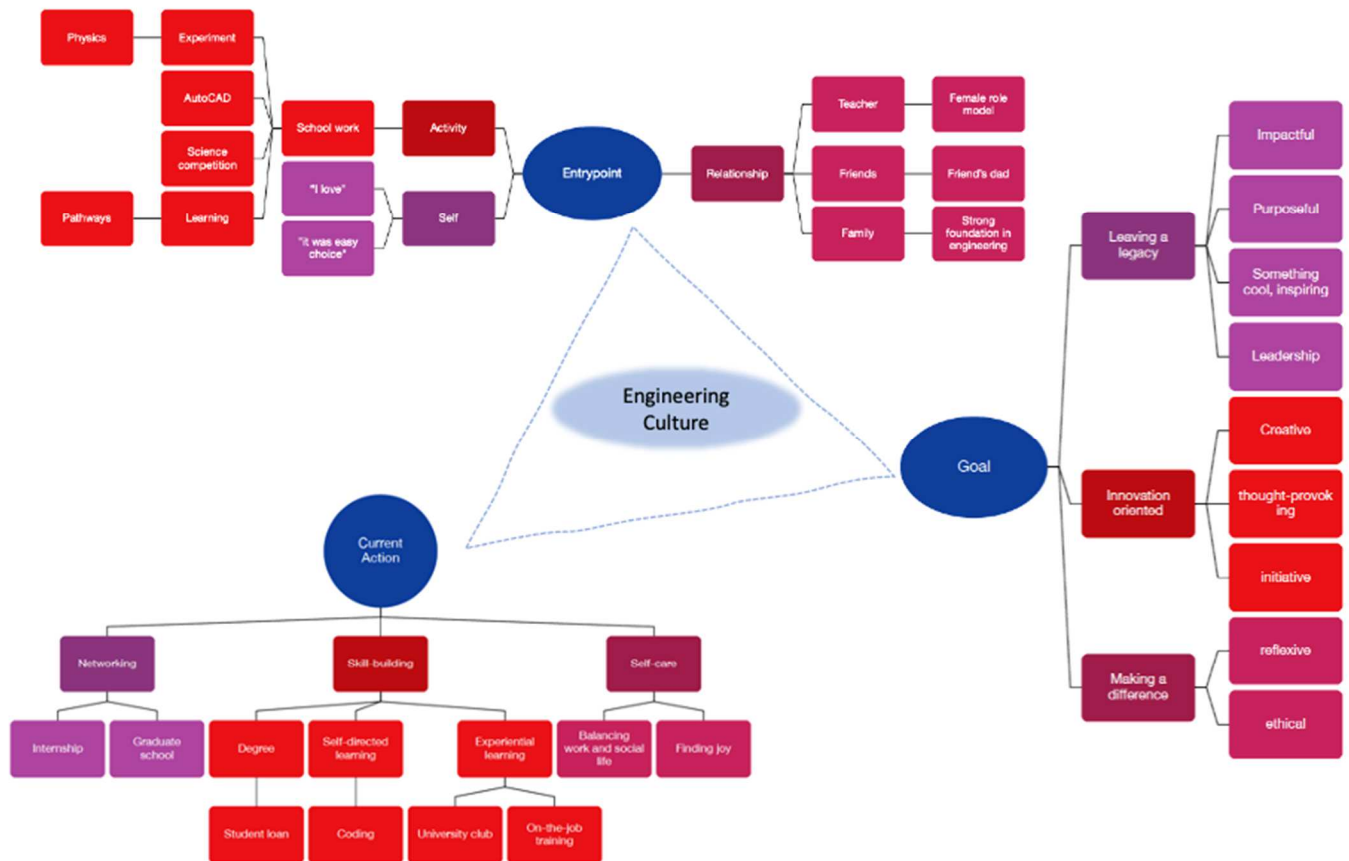 Physics
Experiment
AutoCAD
Science
competition
Pathways
Learning
School work
Activity
"I love"
"it was easy
choice"
Self
Entrypoint
Relationship
Teacher
Female role
model
Friends
Friend's dad
Family
Strong
foundation in
engineering
Engineering
Culture
Goal
Leaving a
legacy
Impactful
Purposeful
Something
cool, inspiring
Leadership
Innovation
oriented
Creative
thought-provok
ing
initiative
Making a
difference
reflexive
ethical
Current
Action
Networking
Internship
Graduate
school
Skill-building
Degree
Student loan
Self-directed
learning
Coding
Experiential
learning
University club
On-the-job
training
Self-care
Balancing
work and social
life
Finding joy